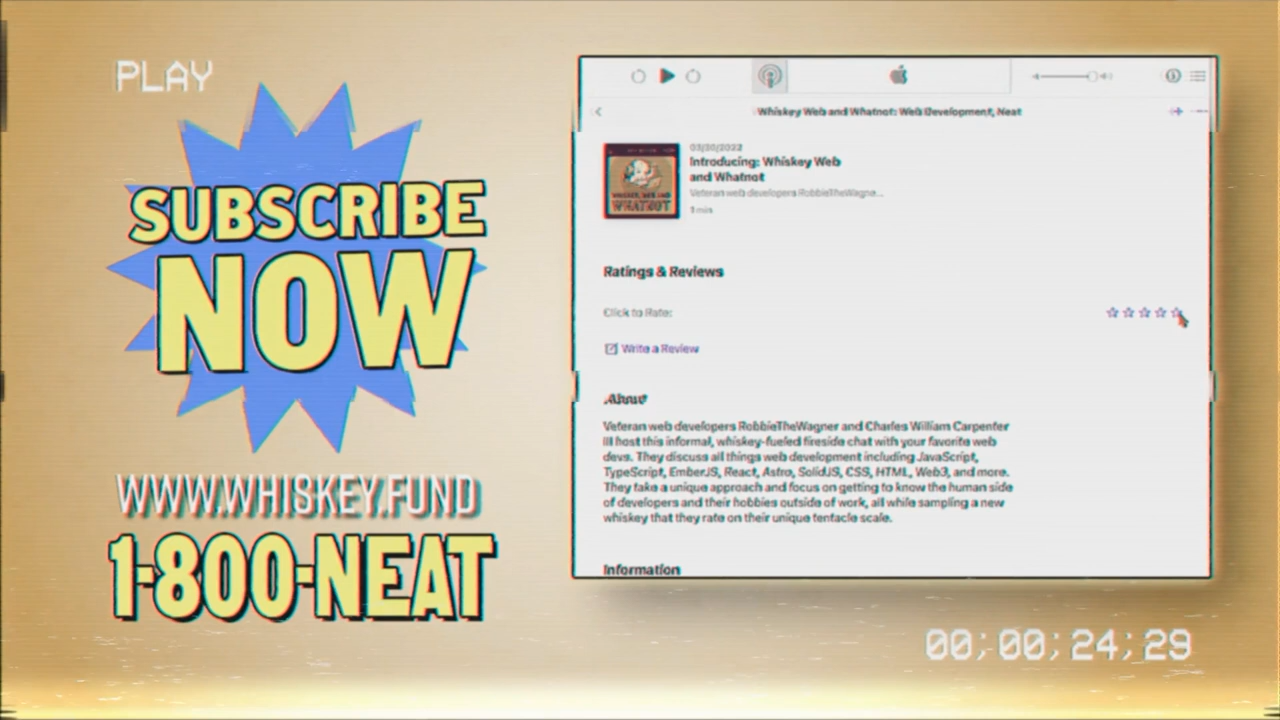 PLAY
SUBSCRIBE
NOW
WWW.WHISKEY.FUND
1-800-NEAT
Whiskey Web and Whatnot: Web Development, Neat
03/30/2022
Introducing: Whiskey Web
and Whatnot
Veteran web developers RobbieTheWagne...
1 min
WHISKEY, WEB AND
WHATNOT
Ratings & Reviews
Click to Rate:
Write a Review
About
Veteran web developers RobbieTheWagner and Charles William Carpenter
III host this informal, whiskey-fueled fireside chat with your favorite web
devs. They discuss all things web development including JavaScript,
TypeScript, EmberJS, React, Astro, SolidJS, CSS, HTML, Web3, and more.
They take a unique approach and focus on getting to know the human side
of developers and their hobbies outside of work, all while sampling a new
whiskey that they rate on their unique tentacle scale.
Information
00;00;24;29